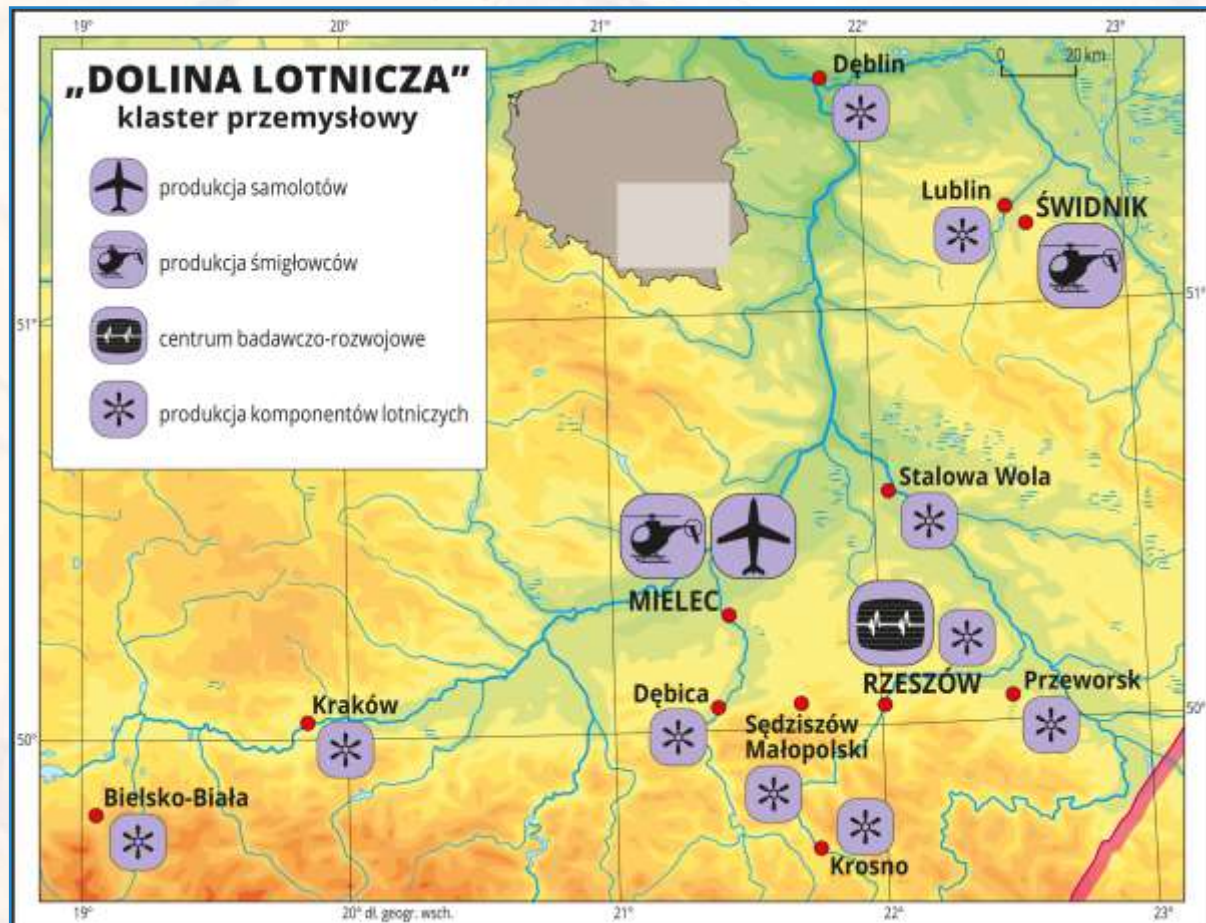 19°
20°
21°
22°
23°
„DOLINA LOTNICZA”
klaster przemysłowy
produkcja samolotów
produkcja śmigłowców
centrum badawczo-rozwojowe
produkcja komponentów lotniczych
0 20 km
Dęblin
Lublin
ŚWIDNIK
51°
51°
Stalowa Wola
MIELEC
RZESZÓW
Przeworsk
Dębica
Sędziszów
Małopolski
Kraków
50°
50°
Bielsko-Biała
Krosno
19°
20° dł. geogr. wsch.
21°
22°
23°